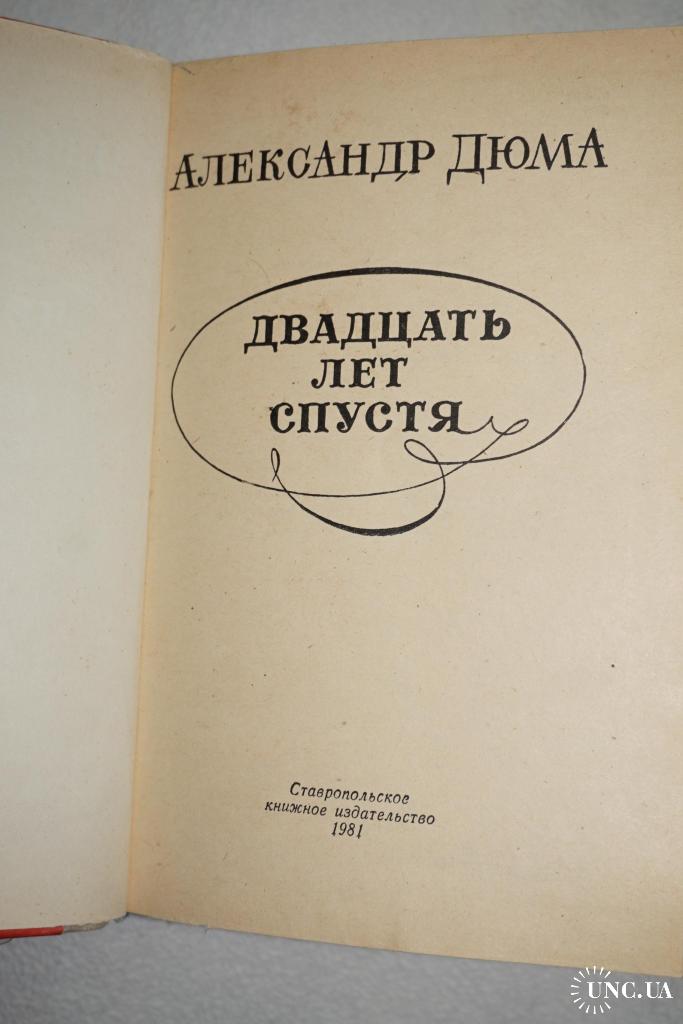 АЛЕКСАНДР ДЮМА
ДВАДЦАТЬ
ЛЕТ
СПУСТЯ
Ставропольское
книжное издательство
1981
UNC.UA